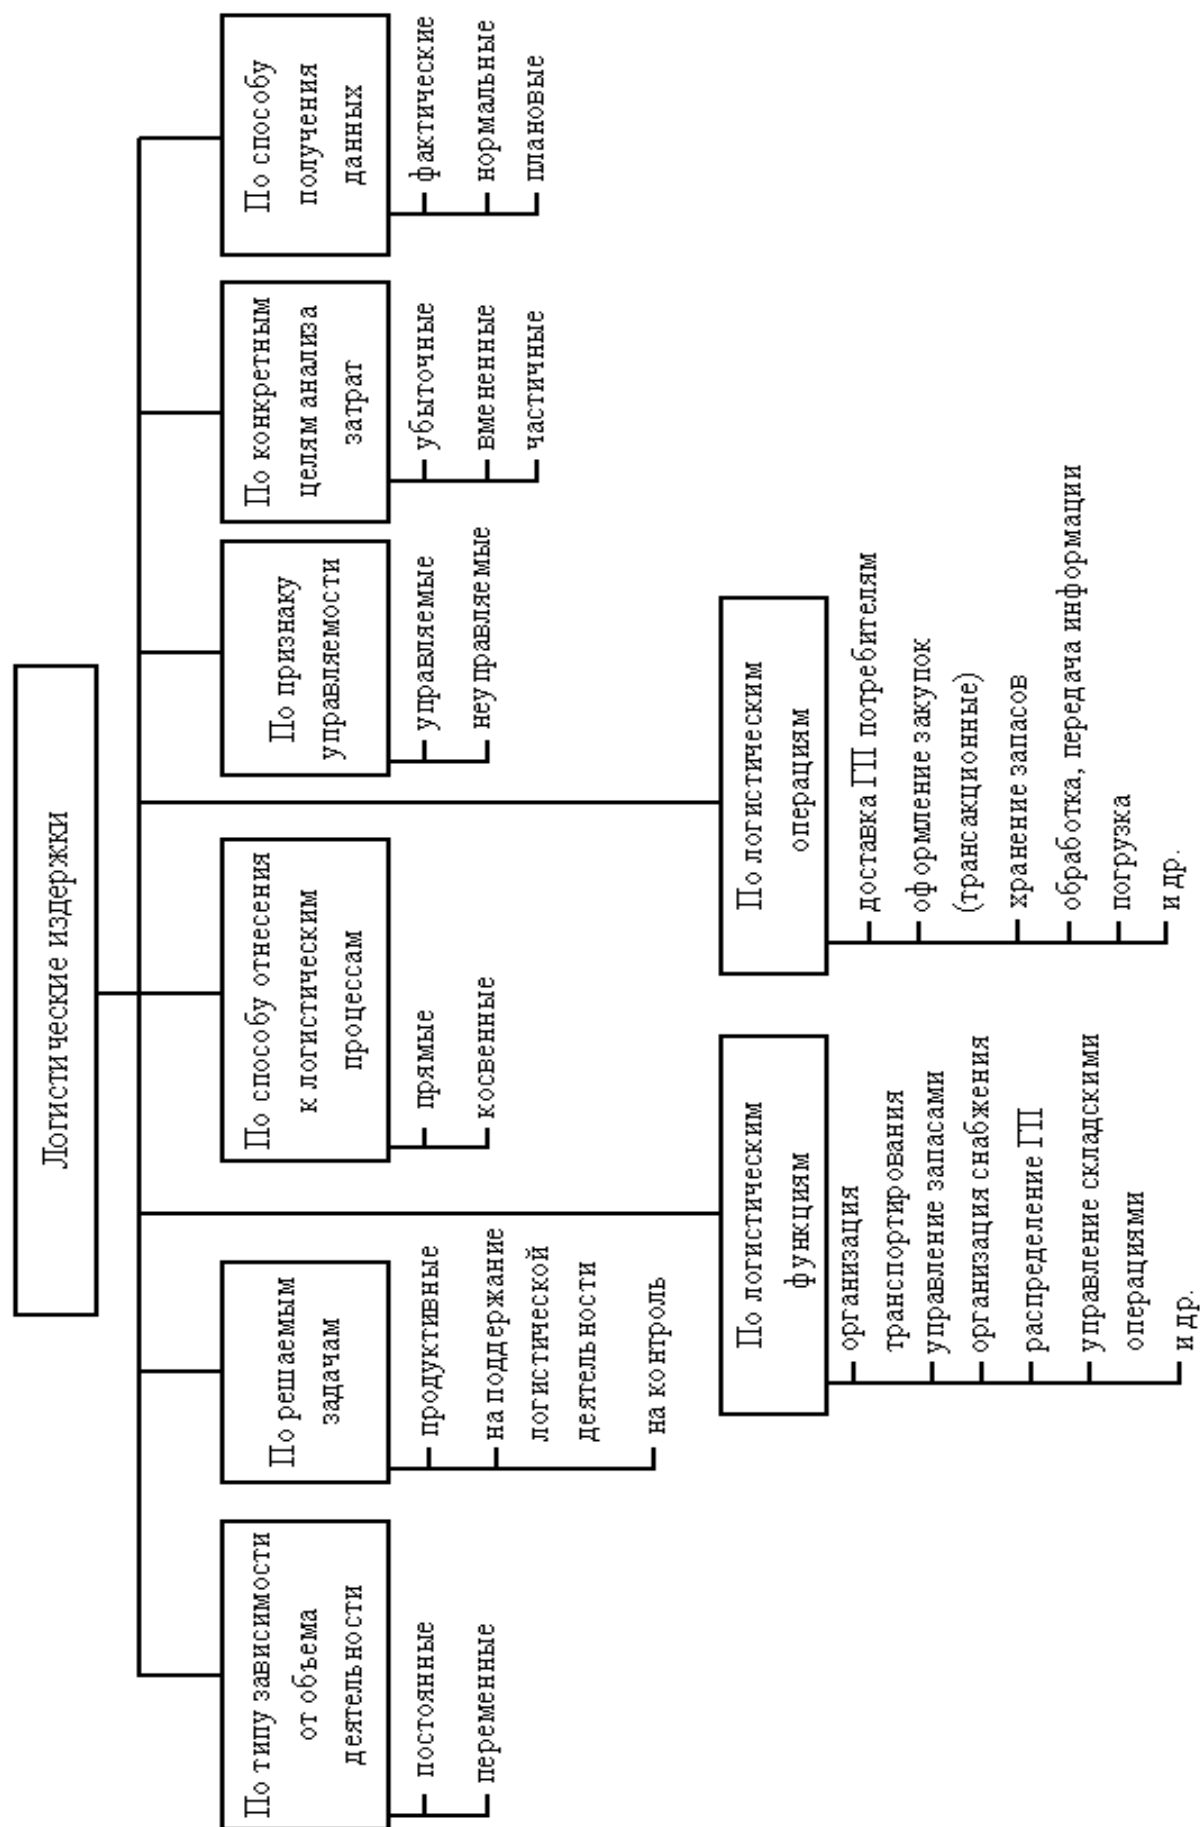 Логистические издержки
По типу зависимости
от объема
деятельности
постоянные
переменные
По решаемым
задачам
продуктивные
на поддержание
логистической
деятельности
на контроль
По способу отнесения
к логистическим
процессам
прямые
косвенные
По признаку
управляемости
управляемые
неуправляемые
По конкретным
целям анализа
затрат
убыточные
вмененные
частичные
По способу
получения
данных
фактические
нормальные
плановые
По логистическим
функциям
организация
транспортирования
управление запасами
организация снабжения
распределение ГП
управление складскими
операциями
и др.
По логистическим
операциям
доставка ГП потребителям
оформление закупок
(трансакционные)
хранение запасов
обработка, передача информации
погрузка
и др.